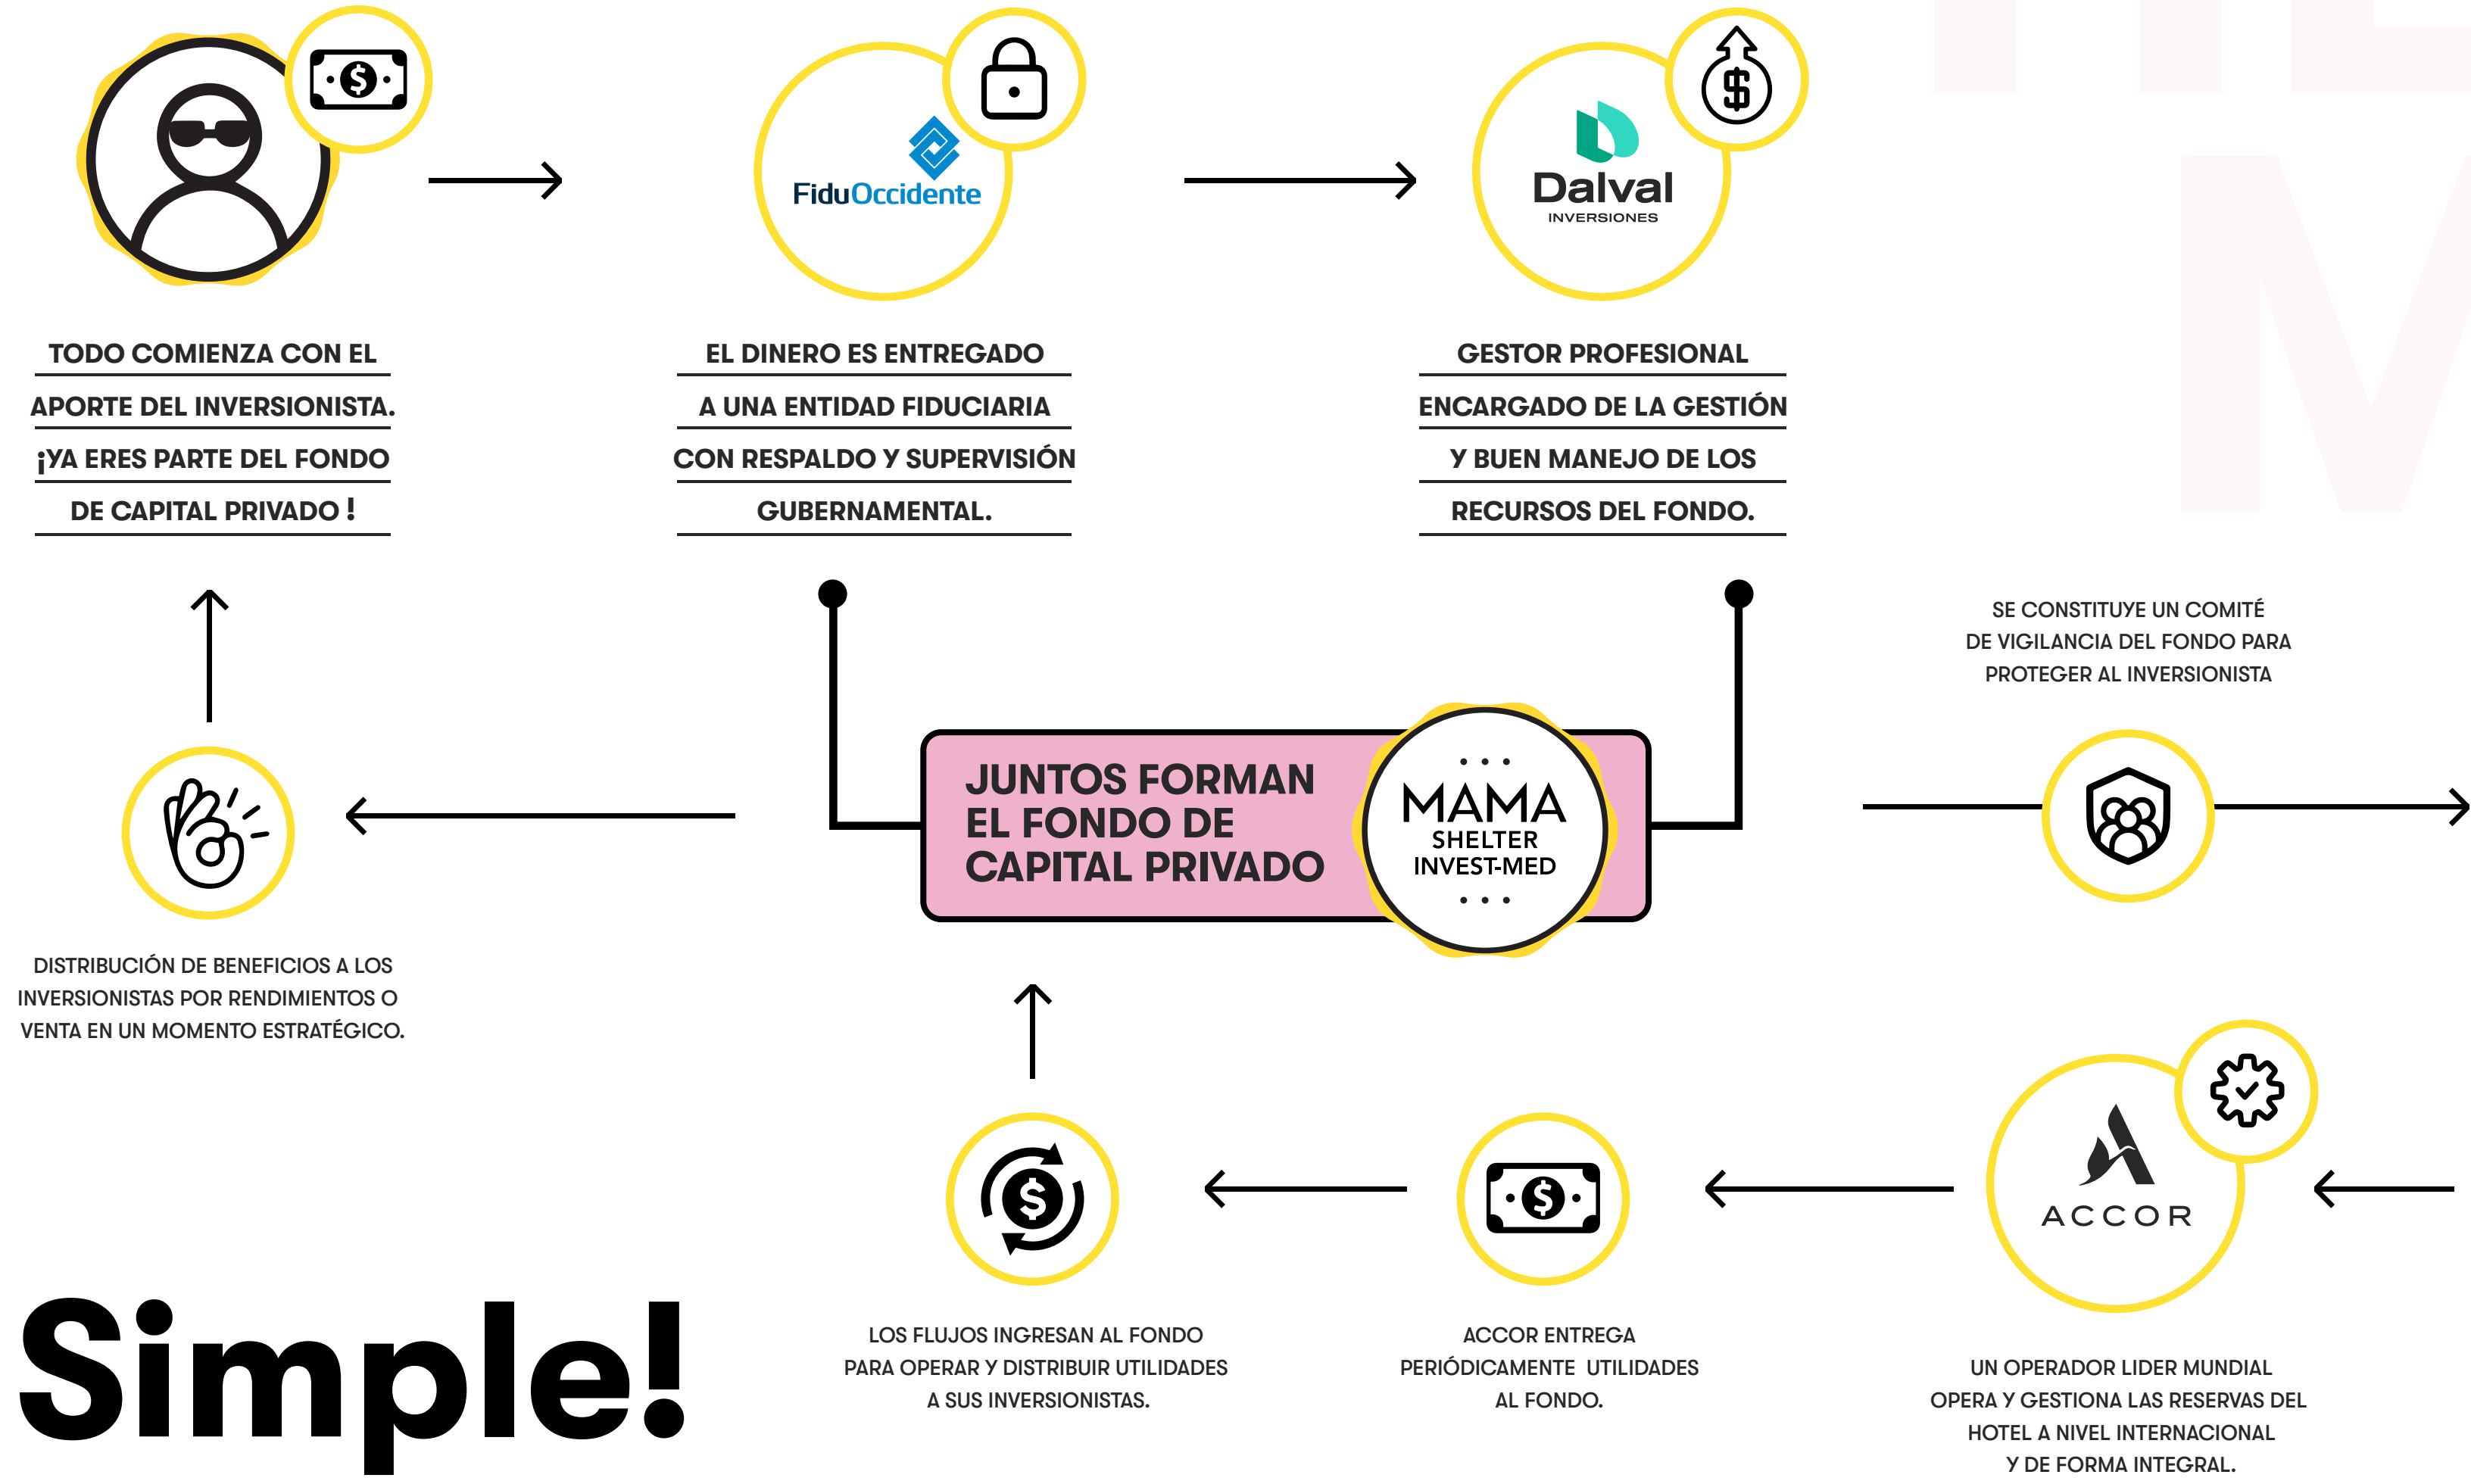 FiduOccidente
Dalval
INVERSIONES
TODO COMIENZA CON EL
APORTE DEL INVERSIONISTA.
¡YA ERES PARTE DEL FONDO
DE CAPITAL PRIVADO !
EL DINERO ES ENTREGADO
A UNA ENTIDAD FIDUCIARIA
CON RESPALDO Y SUPERVISIÓN
GUBERNAMENTAL.
GESTOR PROFESIONAL
ENCARGADO DE LA GESTIÓN
Y BUEN MANEJO DE LOS
RECURSOS DEL FONDO.
SE CONSTITUYE UN COMITÉ
DE VIGILANCIA DEL FONDO PARA
PROTEGER AL INVERSIONISTA
JUNTOS FORMAN
EL FONDO DE
CAPITAL PRIVADO
MAMA
SHELTER
INVEST-MED
DISTRIBUCIÓN DE BENEFICIOS A LOS
INVERSIONISTAS POR RENDIMIENTOS O
VENTA EN UN MOMENTO ESTRATÉGICO.
ACCOR
LOS FLUJOS INGRESAN AL FONDO
PARA OPERAR Y DISTRIBUIR UTILIDADES
A SUS INVERSIONISTAS.
ACCOR ENTREGA
PERIÓDICAMENTE UTILIDADES
AL FONDO.
UN OPERADOR LIDER MUNDIAL
OPERA Y GESTIONA LAS RESERVAS DEL
HOTEL A NIVEL INTERNACIONAL
Y DE FORMA INTEGRAL.
Simple!